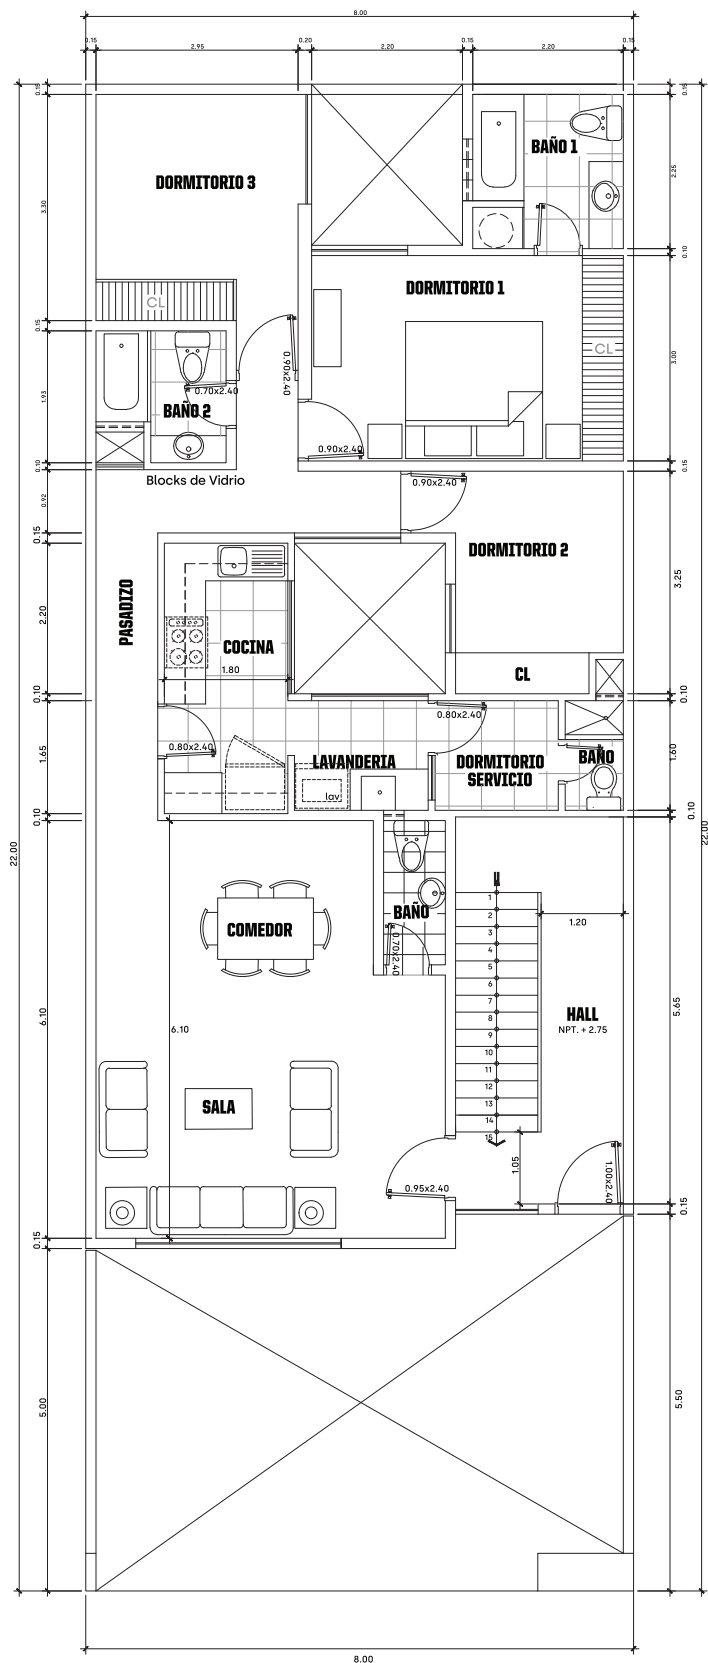 8.00
0.15
2.95
0.20
2.20
0.15
2.20
0.15
0.15
0.15
BAÑO 1
DORMITORIO 3
2.25
3.30
0.10
DORMITORIO 1
CL
0.15
CL
3.00
0.90x2.40
0.70x2.40
1.93
BAÑO 2
0.90x2.40
0.10
0.15
Blocks de Vidrio
0.90x2.40
0.92
0.15
DORMITORIO 2
3.25
PASADIZO
2.20
COCINA
1.80
CL
0.10
0.10
0.80x2.40
0.80x2.40
1.65
LAVANDERIA
DORMITORIO
SERVICIO
BAÑO
1.60
lav
0.10
0.10
22.00
22.00
1
2
3
4
5
6
7
8
9
10
11
12
13
14
15
BAÑO
COMEDOR
1.20
0.70x2.40
6.10
6.10
HALL
NPT. + 2.75
5.65
SALA
1.05
1.00x2.40
0.95x2.40
0.15
0.15
5.00
5.50
8.00